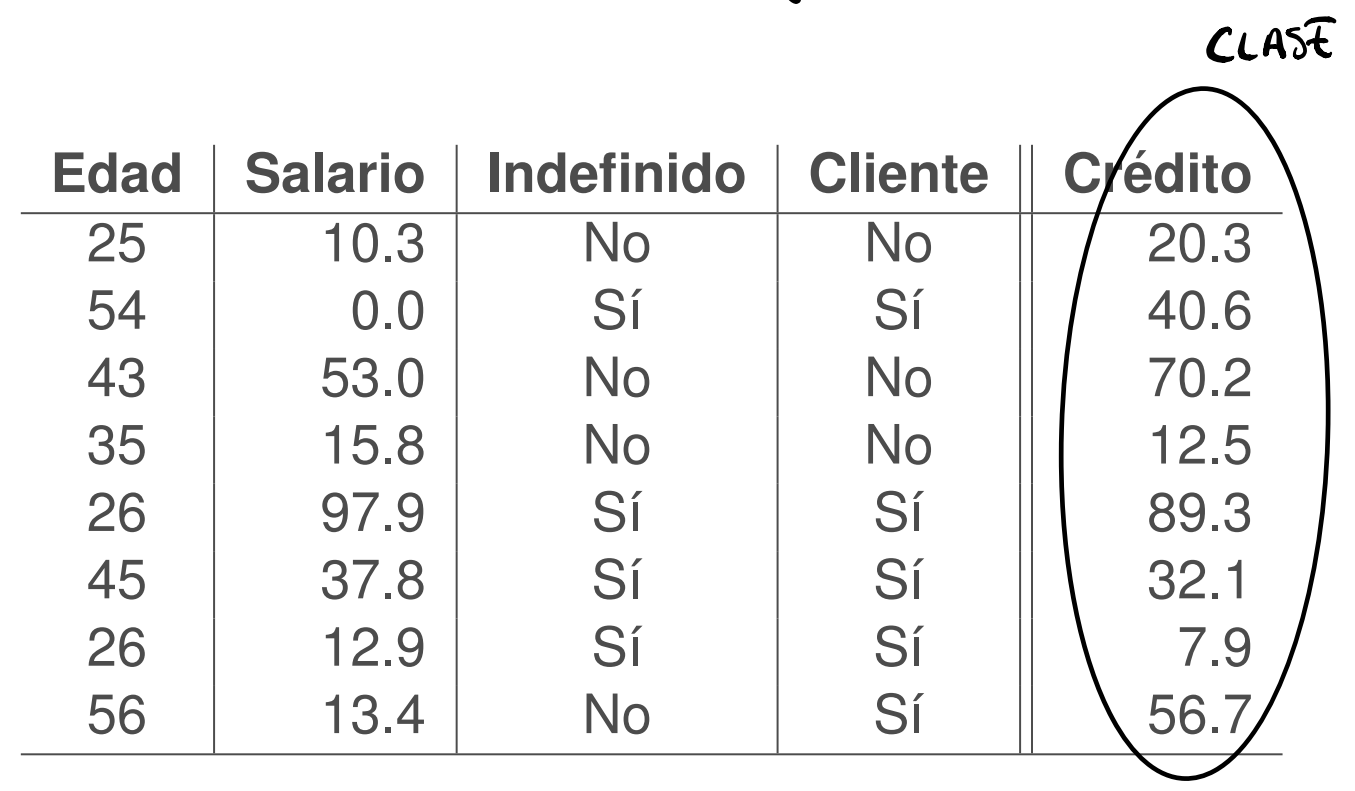 CLASE
Edad Salario Indefinido Cliente Crédito
25 10.3 No No 20.3
54 0.0 Sí Sí 40.6
43 53.0 No No 70.2
35 15.8 No No 12.5
26 97.9 Sí Sí 89.3
45 37.8 Sí Sí 32.1
26 12.9 Sí Sí 7.9
56 13.4 No Sí 56.7